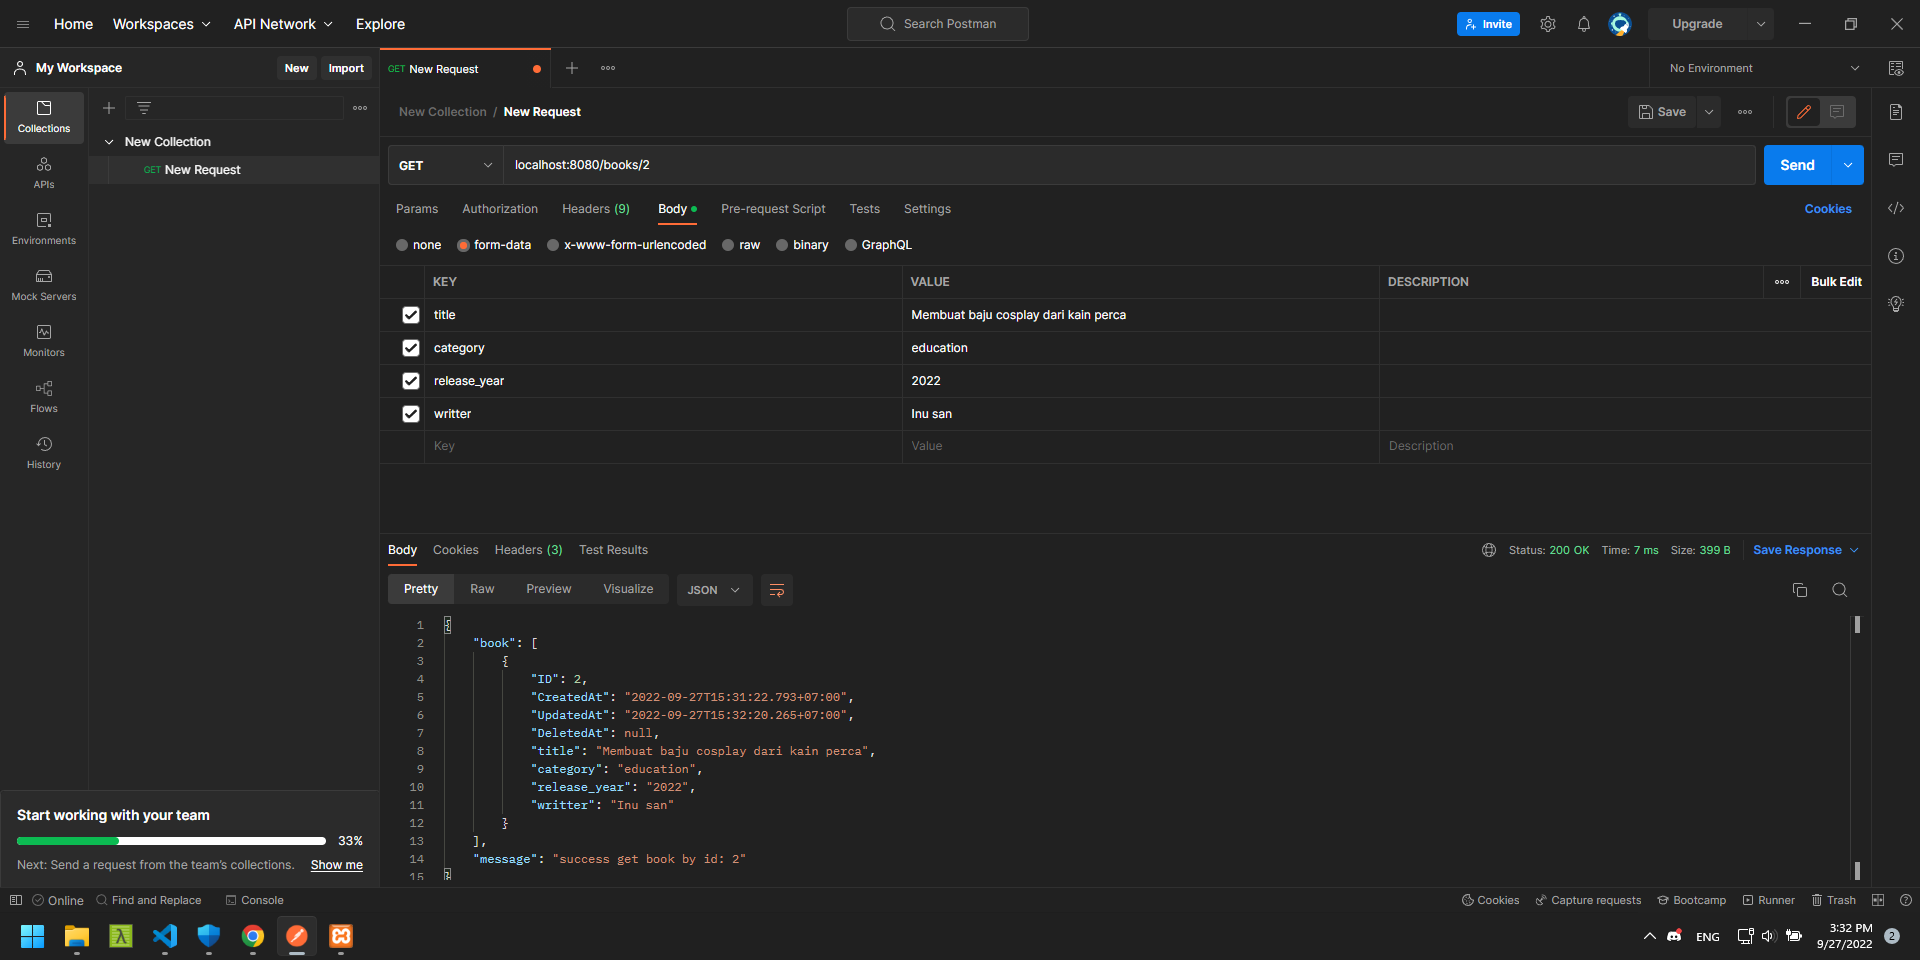 Home Workspaces API Network Explore Search Postman Invite Upgrade
My Workspace New Import GET New Request No Environment
Collections
New Collection
GET New Request
APIs
Environments
Mock Servers
Monitors
Flows
History
New Collection / New Request Save
GET localhost:8080/books/2 Send
Params Authorization Headers (9) Body Pre-request Script Tests Settings Cookies
none form-data x-www-form-urlencoded raw binary GraphQL
KEY VALUE DESCRIPTION Bulk Edit
title Membuat baju cosplay dari kain perca
category education
release_year 2022
writter Inu san
Key Value Description
Body Cookies Headers (3) Test Results Status: 200 OK Time: 7 ms Size: 399 B Save Response
Pretty Raw Preview Visualize JSON
1 {
2 "book": [
3 {
4 "ID": 2,
5 "CreatedAt": "2022-09-27T15:31:22.793+07:00",
6 "UpdatedAt": "2022-09-27T15:32:20.265+07:00",
7 "DeletedAt": null,
8 "title": "Membuat baju cosplay dari kain perca",
9 "category": "education",
10 "release_year": "2022",
11 "writter": "Inu san"
12 }
13 ],
14 "message": "success get book by id: 2"
15 }
Start working with your team
33%
Next: Send a request from the team's collections. Show me
Online Find and Replace Console Cookies Capture requests Bootcamp Runner Trash
ENG 3:32 PM
9/27/2022 2